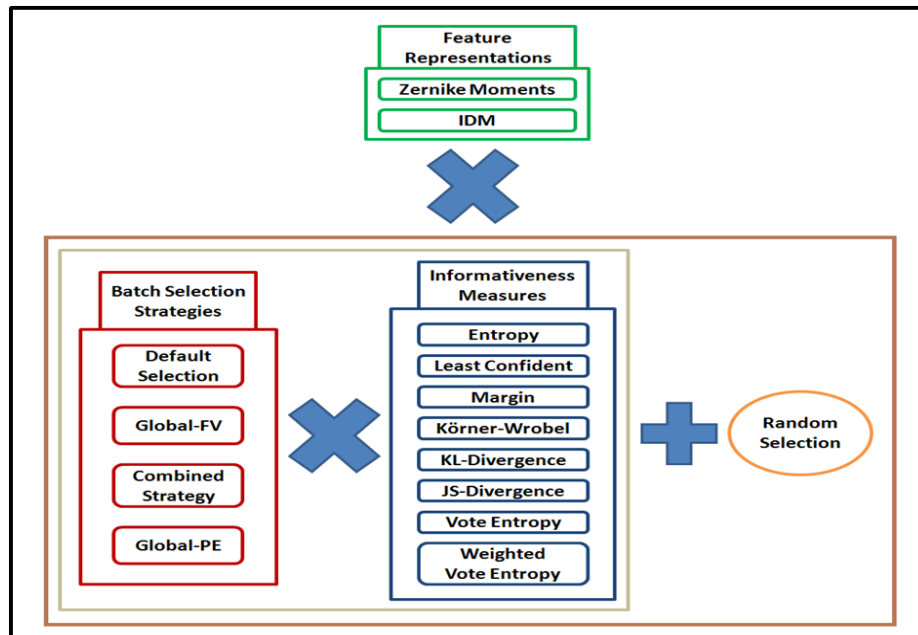 Feature
Representations
Zernike Moments
IDM
Batch Selection
Strategies
Default
Selection
Global-FV
Combined
Strategy
Global-PE
Informativeness
Measures
Entropy
Least Confident
Margin
Körner-Wrobel
KL-Divergence
JS-Divergence
Vote Entropy
Weighted
Vote Entropy
Random
Selection